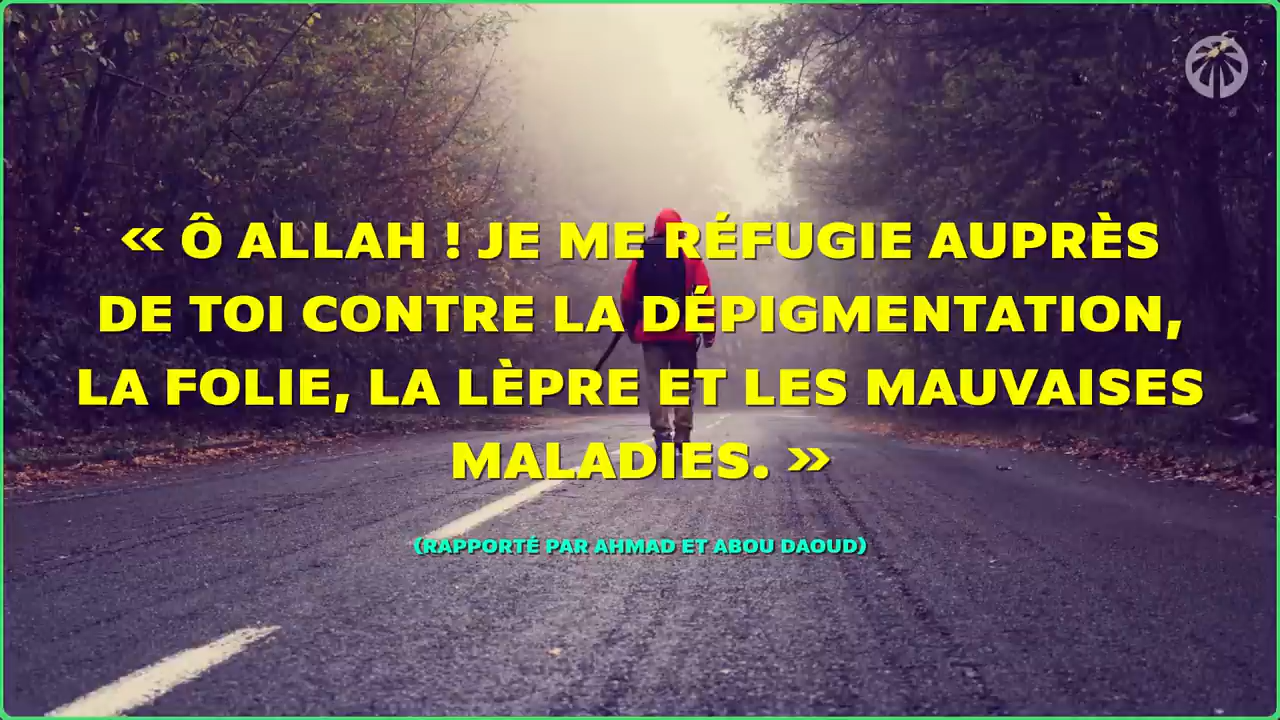 « Ô ALLAH ! JE ME RÉFUGIE AUPRÈS
DE TOI CONTRE LA DÉPIGMENTATION,
LA FOLIE, LA LÈPRE ET LES MAUVAISES
MALADIES. »
(RAPPORTÉ PAR AHMAD ET ABOU DAOUD)